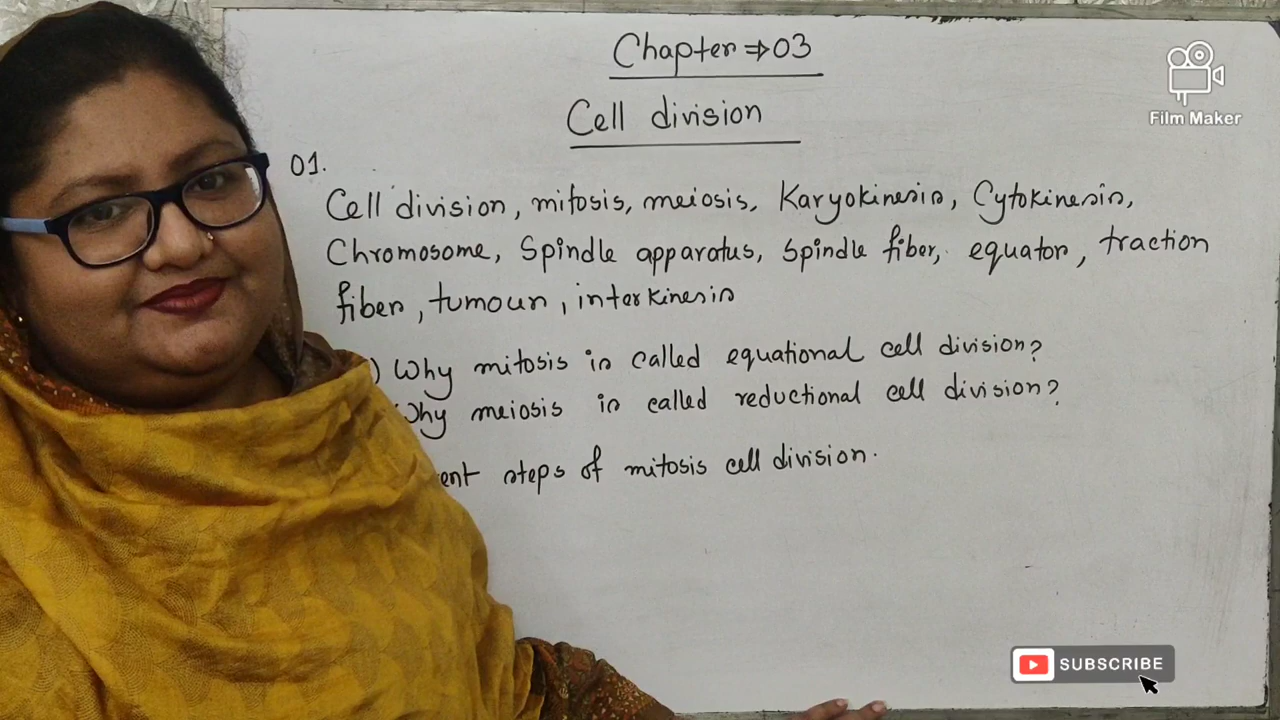 Chapter ⇒ 03
Film Maker
Cell division
01.
Cell division, mitosis, meiosis, Karyokinesis, Cytokinesis,
Chromosome, Spindle apparatus, Spindle fiber, equator, traction
fiber, tumour, interkinesis
) Why mitosis is called equational cell division?
Why meiosis is called reductional cell division?
steps of mitosis cell division.
SUBSCRIBE